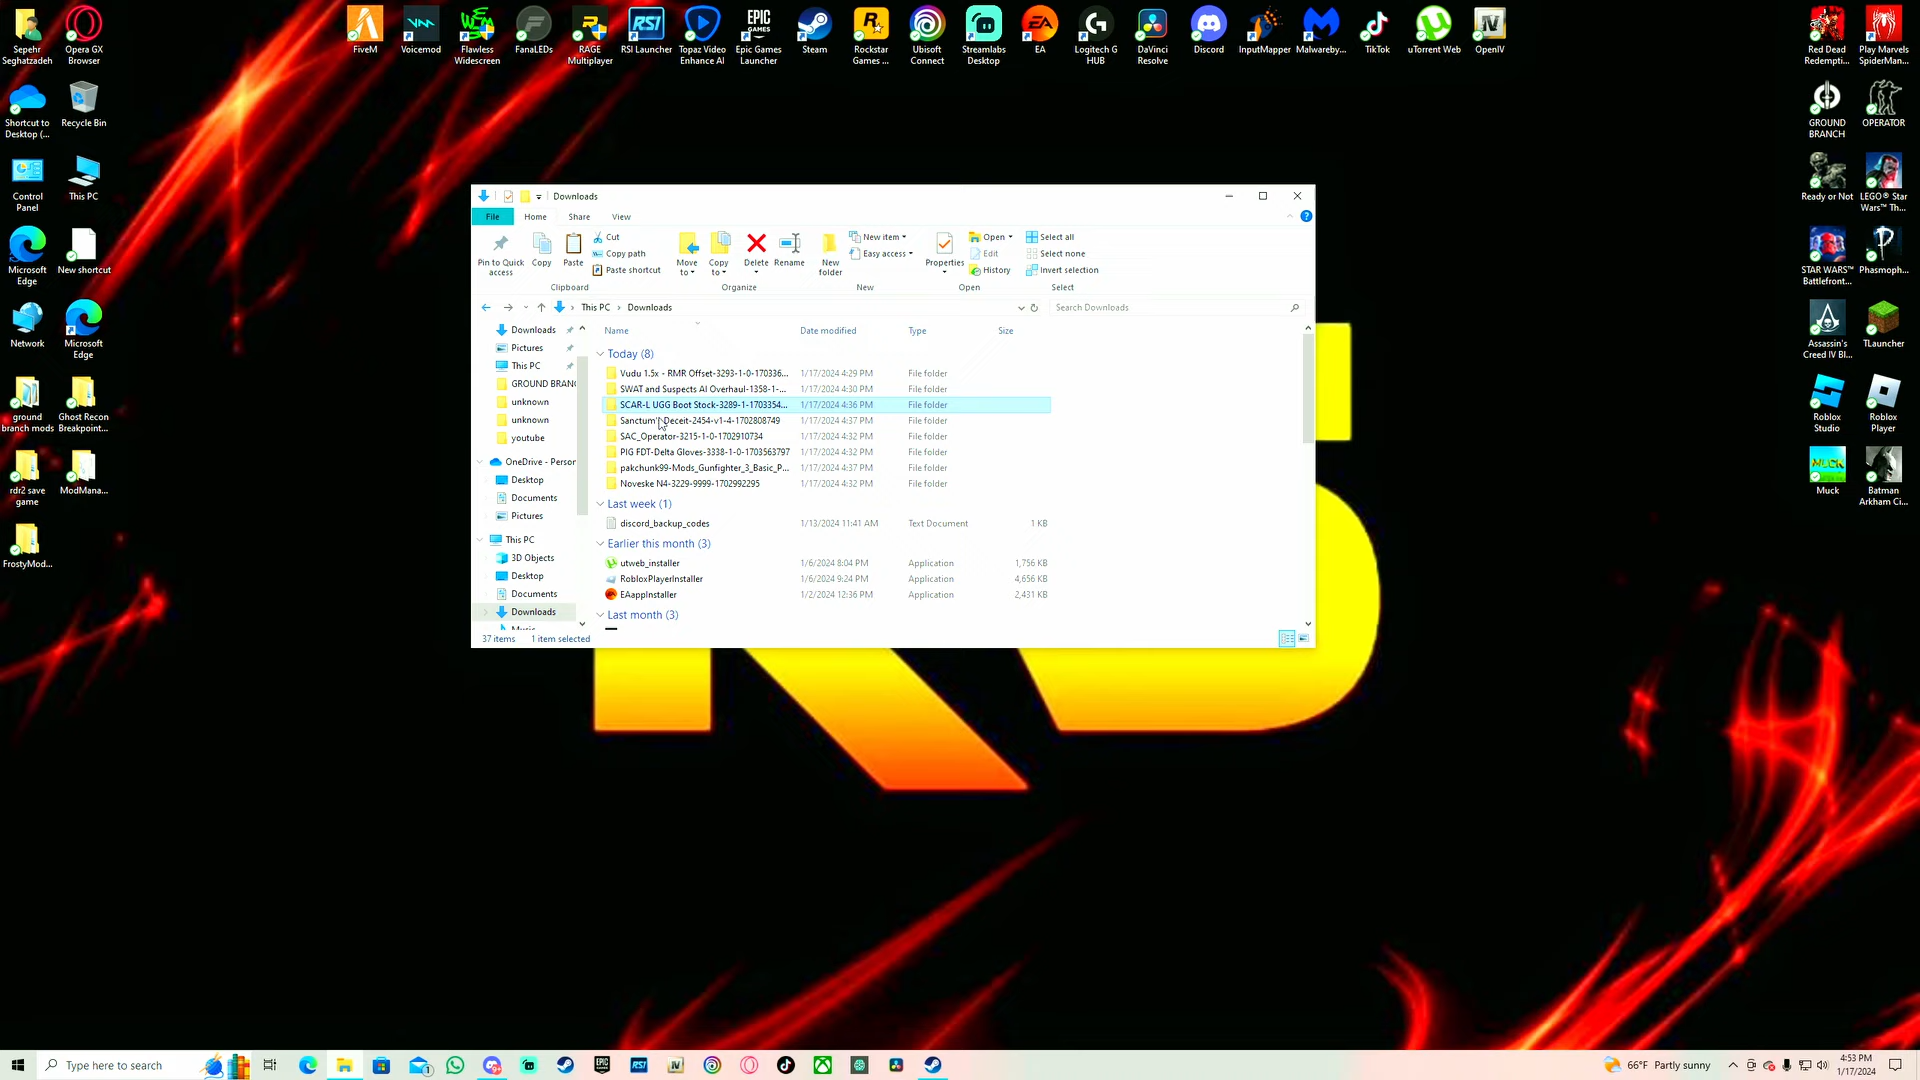 Sepehr
Seghatzadeh
Opera GX
Browser
FiveM
Voicemod
Flawless
Widescreen
FanaLEDs
RAGE
Multiplayer
RSI Launcher
Topaz Video
Enhance AI
Epic Games
Launcher
Steam
Rockstar
Games ...
Ubisoft
Connect
Streamlabs
Desktop
EA
Logitech G
HUB
DaVinci
Resolve
Discord
InputMapper
Malwareby...
TikTok
uTorrent Web
OpenIV
Red Dead
Redempti...
Play Marvels
SpiderMan...
Shortcut to
Desktop (...
Recycle Bin
GROUND
BRANCH
OPERATOR
Control
Panel
This PC
Ready or Not
LEGO® Star
Wars™ Th...
Microsoft
Edge
New shortcut
STAR WARS™
Battlefront...
Phasmoph...
Network
Microsoft
Edge
Assassin's
Creed IV Bl...
TLauncher
ground
branch mods
Ghost Recon
Breakpoint...
Roblox
Studio
Roblox
Player
rdr2 save
game
ModMana...
MUCK
Muck
Batman
Arkham Ci...
FrostyMod...
Downloads
File
Home
Share
View
Pin to Quick
access
Copy
Paste
Cut
Copy path
Paste shortcut
Clipboard
Move
to
Copy
to
Delete
Rename
Organize
New
folder
New item
Easy access
New
Properties
Open
Edit
History
Open
Select all
Select none
Invert selection
Select
This PC
Downloads
Search Downloads
Downloads
Pictures
This PC
GROUND BRAN
unknown
unknown
youtube
OneDrive - Person
Desktop
Documents
Pictures
This PC
3D Objects
Desktop
Documents
Downloads
Name Date modified Type Size
Today (8)
Vudu 1.5x - RMR Offset-3293-1-0-170336... 1/17/2024 4:29 PM File folder
SWAT and Suspects AI Overhaul-1358-1-... 1/17/2024 4:30 PM File folder
SCAR-L UGG Boot Stock-3289-1-1703354... 1/17/2024 4:36 PM File folder
Sanctum' Deceit-2454-v1-4-1702808749 1/17/2024 4:37 PM File folder
SAC_Operator-3215-1-0-1702910734 1/17/2024 4:32 PM File folder
PIG FDT-Delta Gloves-3338-1-0-1703563797 1/17/2024 4:32 PM File folder
pakchunk99-Mods_Gunfighter_3_Basic_P... 1/17/2024 4:37 PM File folder
Noveske N4-3229-9999-1702992295 1/17/2024 4:32 PM File folder
Last week (1)
discord_backup_codes 1/13/2024 11:41 AM Text Document 1 KB
Earlier this month (3)
utweb_installer 1/6/2024 8:04 PM Application 1,756 KB
RobloxPlayerInstaller 1/6/2024 9:24 PM Application 4,656 KB
EAappInstaller 1/2/2024 12:36 PM Application 2,431 KB
Last month (3)
37 items 1 item selected
Type here to search
66°F Partly sunny
4:53 PM
1/17/2024